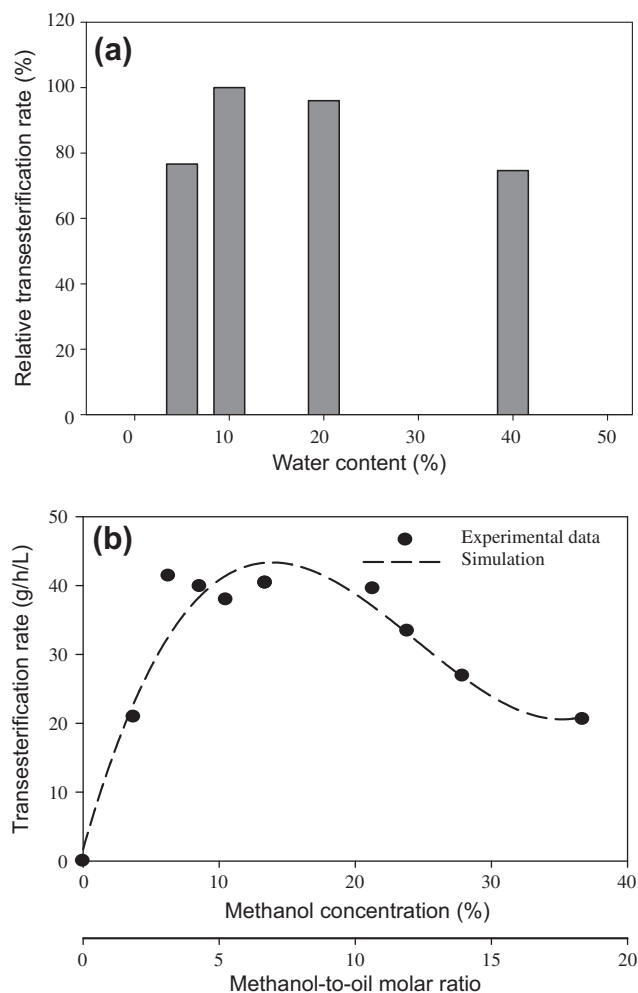 (a)
Relative transesterification rate (%)
120
100
80
60
40
20
0
0 10 20 30 40 50
Water content (%)
(b)
Experimental data
Simulation
Transesterification rate (g/h/L)
50
40
30
20
10
0
0 10 20 30 40
Methanol concentration (%)
0 5 10 15 20
Methanol-to-oil molar ratio